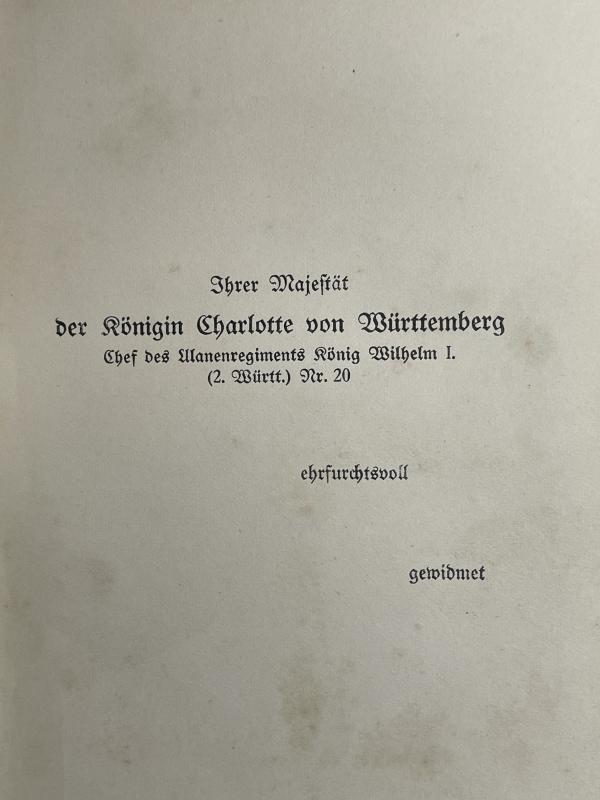 Ihrer Majestät
der Königin Charlotte von Württemberg
Chef des Ulanenregiments König Wilhelm I.
(2. Württ.) Nr. 20
ehrfurchtsvoll
gewidmet